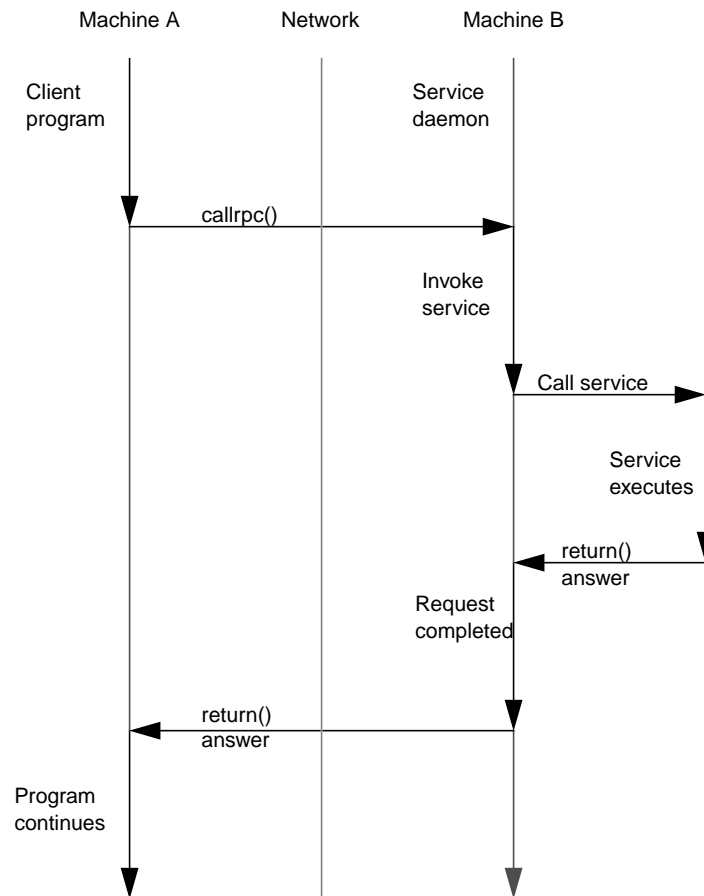 Machine A
Network
Machine B
Client
program
Service
daemon
callrpc()
Invoke
service
Call service
Service
executes
return()
answer
Request
completed
return()
answer
Program
continues